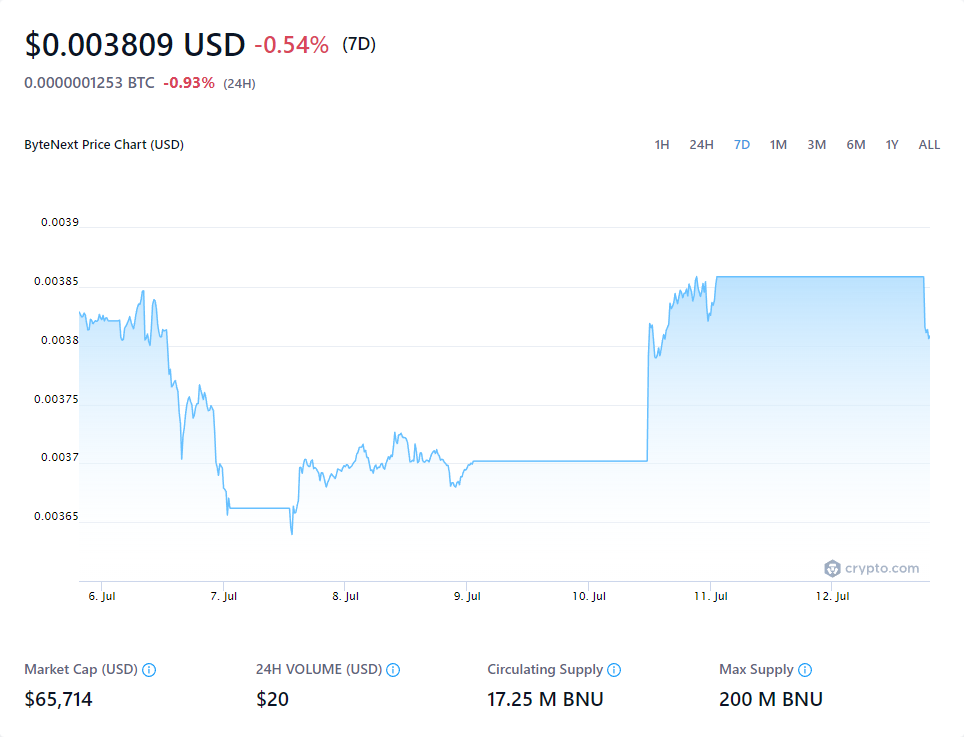 $0.003809 USD -0.54% (7D)
0.0000001253 BTC -0.93% (24H)
ByteNext Price Chart (USD) 1H 24H 7D 1M 3M 6M 1Y ALL
0.0039
0.00385
0.0038
0.00375
0.0037
0.00365
crypto.com
6. Jul 7. Jul 8. Jul 9. Jul 10. Jul 11. Jul 12. Jul
Market Cap (USD) 24H VOLUME (USD) Circulating Supply Max Supply
$65,714 $20 17.25 M BNU 200 M BNU